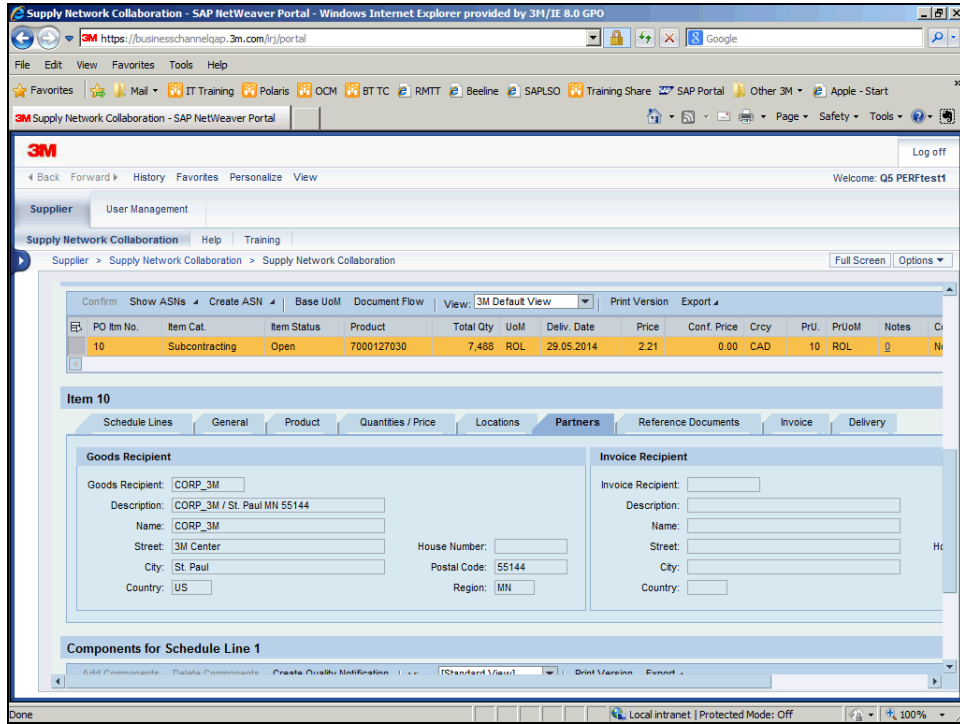 Supply Network Collaboration - SAP NetWeaver Portal - Windows Internet Explorer provided by 3M/IE 8.0 GPO
3M https://businesschannelqap.3m.com/irj/portal
Google
File Edit View Favorites Tools Help
Favorites Mail IT Training Polaris OCM BT TC RMTT Beeline SAPLSO Training Share SAP Portal Other 3M Apple - Start
3M Supply Network Collaboration - SAP NetWeaver Portal
Page Safety Tools
3M
Log off
Back Forward History Favorites Personalize View
Welcome: Q5 PERFtest1
Supplier User Management
Supply Network Collaboration Help Training
Supplier > Supply Network Collaboration > Supply Network Collaboration
Full Screen Options
Confirm Show ASNs Create ASN Base UoM Document Flow View: 3M Default View Print Version Export
PO Itm No. Item Cat. Item Status Product Total Qty UoM Deliv. Date Price Conf. Price Crcy PrU. PrUoM Notes
10 Subcontracting Open 7000127030 7,488 ROL 29.05.2014 2.21 0.00 CAD 10 ROL 0
Item 10
Schedule Lines General Product Quantities / Price Locations Partners Reference Documents Invoice Delivery
Goods Recipient Invoice Recipient
Goods Recipient: CORP_3M Invoice Recipient:
Description: CORP_3M / St. Paul MN 55144 Description:
Name: CORP_3M Name:
Street: 3M Center House Number: Street:
City: St. Paul Postal Code: 55144 City:
Country: US Region: MN Country:
Components for Schedule Line 1
Add Components Delete Components Create Quality Notification [Standard View] Print Version Export
Done
Local intranet | Protected Mode: Off
100%